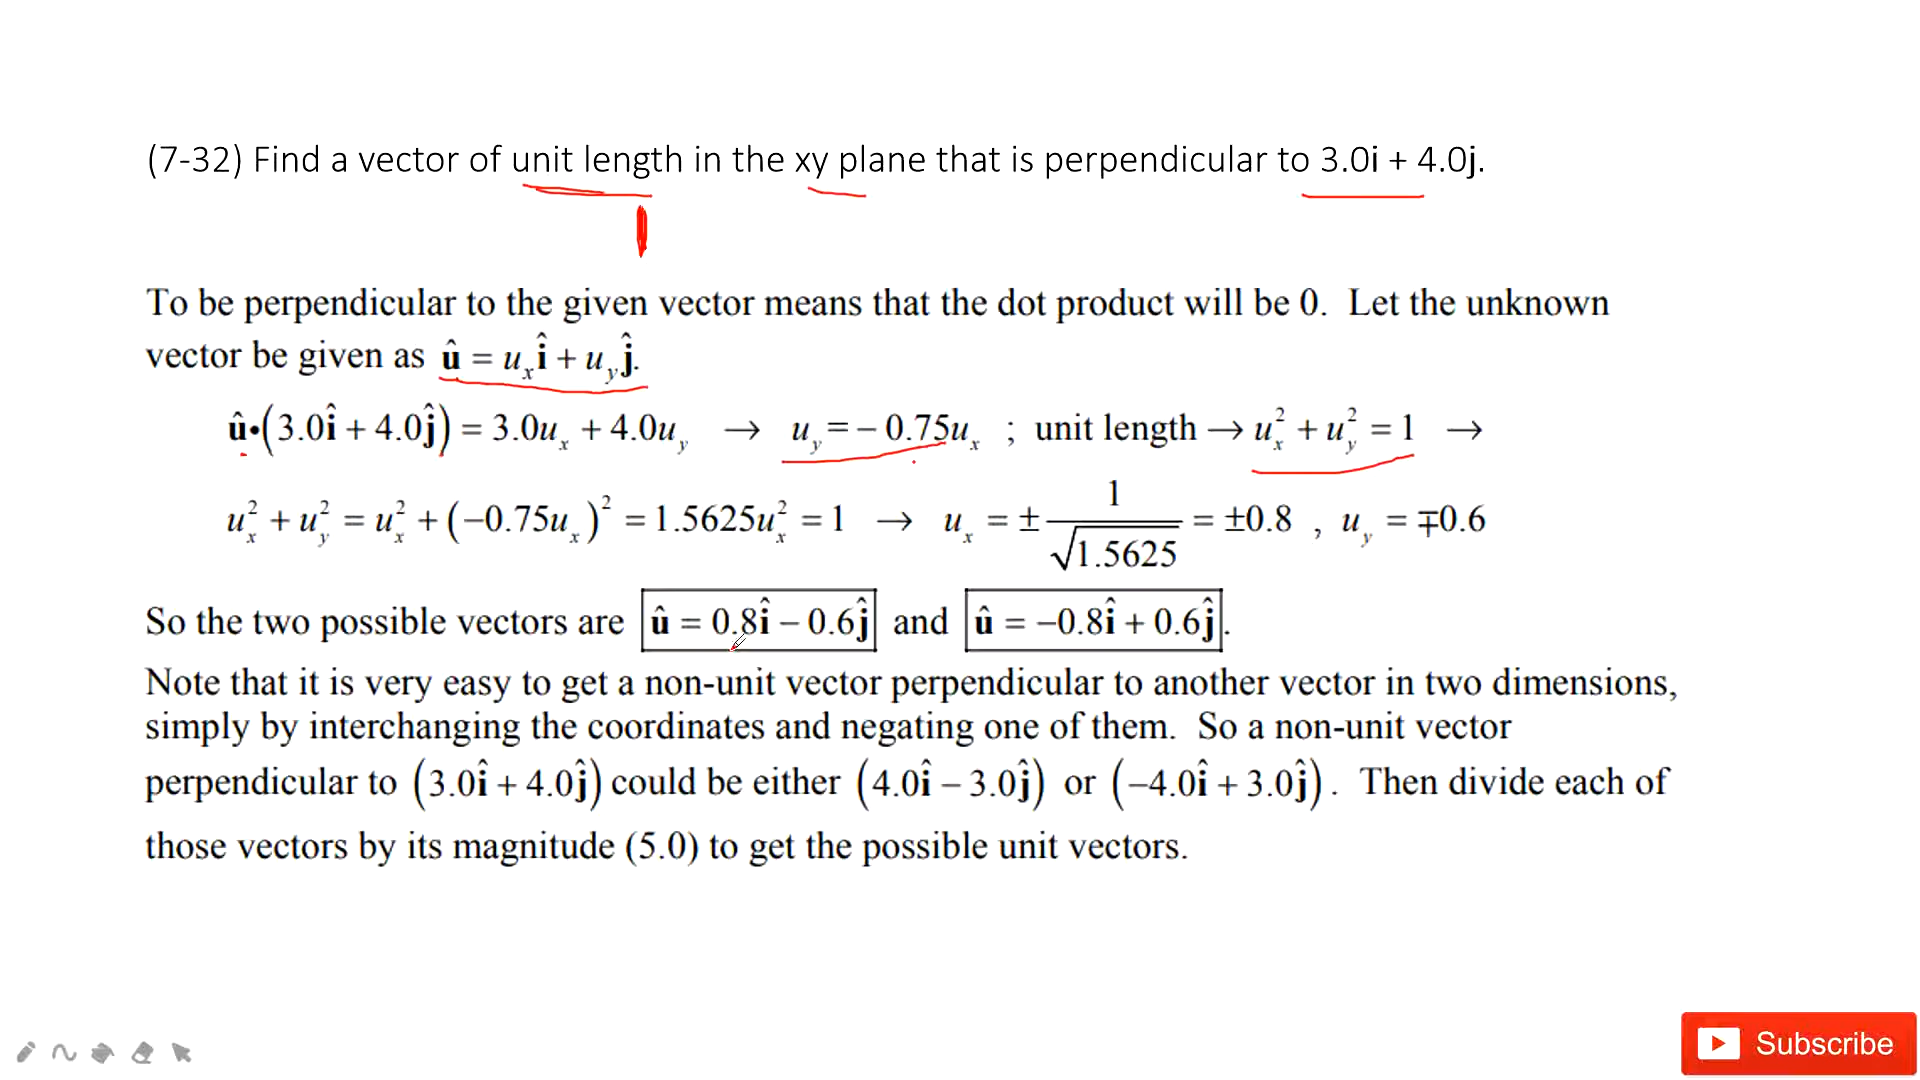 (7-32) Find a vector of unit length in the xy plane that is perpendicular to 3.0i + 4.0j.
To be perpendicular to the given vector means that the dot product will be 0. Let the unknown
vector be given as û = uₓî + u_yĵ.
û•(3.0î + 4.0ĵ) = 3.0uₓ + 4.0u_y → u_y = − 0.75uₓ ; unit length → uₓ² + u_y² = 1 →
uₓ² + u_y² = uₓ² + (−0.75uₓ)² = 1.5625uₓ² = 1 → uₓ = ± 1/√1.5625 = ±0.8 , u_y = ∓0.6
So the two possible vectors are û = 0.8î − 0.6ĵ and û = −0.8î + 0.6ĵ.
Note that it is very easy to get a non-unit vector perpendicular to another vector in two dimensions,
simply by interchanging the coordinates and negating one of them. So a non-unit vector
perpendicular to (3.0î + 4.0ĵ) could be either (4.0î − 3.0ĵ) or (−4.0î + 3.0ĵ). Then divide each of
those vectors by its magnitude (5.0) to get the possible unit vectors.
Subscribe